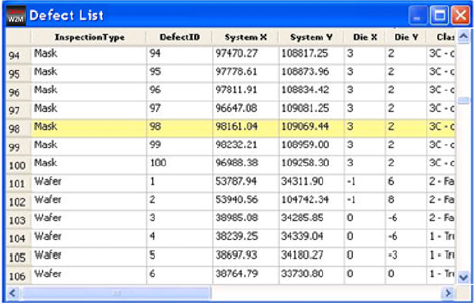 W2M Defect List
InspectionType DefectID System X System Y Die X Die Y Clas
94 Mask 94 97470.27 108817.25 3 2 3C - c
95 Mask 95 97778.61 108873.96 3 2 3C - c
96 Mask 96 97811.91 108834.42 3 2 3C - c
97 Mask 97 96647.08 109081.25 3 2 3C - c
98 Mask 98 98161.04 109069.44 3 2 3C - c
99 Mask 99 98232.21 108959.00 3 2 3C - c
100 Mask 100 96988.38 109258.30 3 2 3C - c
101 Wafer 1 53787.94 34311.90 -1 6 2 - Fa
102 Wafer 2 53940.56 104742.34 -1 8 2 - Fa
103 Wafer 3 38985.08 34285.85 0 -6 2 - Fa
104 Wafer 4 38239.25 34339.04 0 -6 1 - Tru
105 Wafer 5 38697.93 34180.27 0 -3 1 - Tru
106 Wafer 6 38764.79 33730.80 0 0 1 - Tru